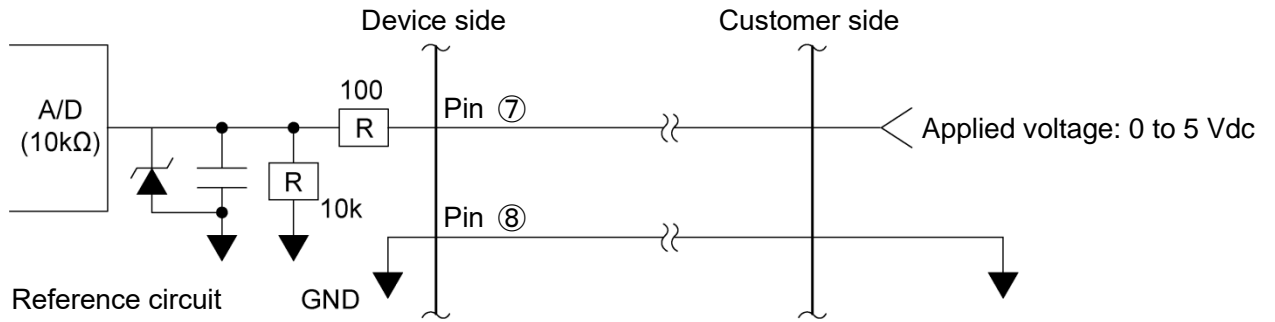 Device side
Customer side
100
R
Pin ⑦
A/D
(10kΩ)
Applied voltage: 0 to 5 Vdc
R
10k
Pin ⑧
Reference circuit
GND